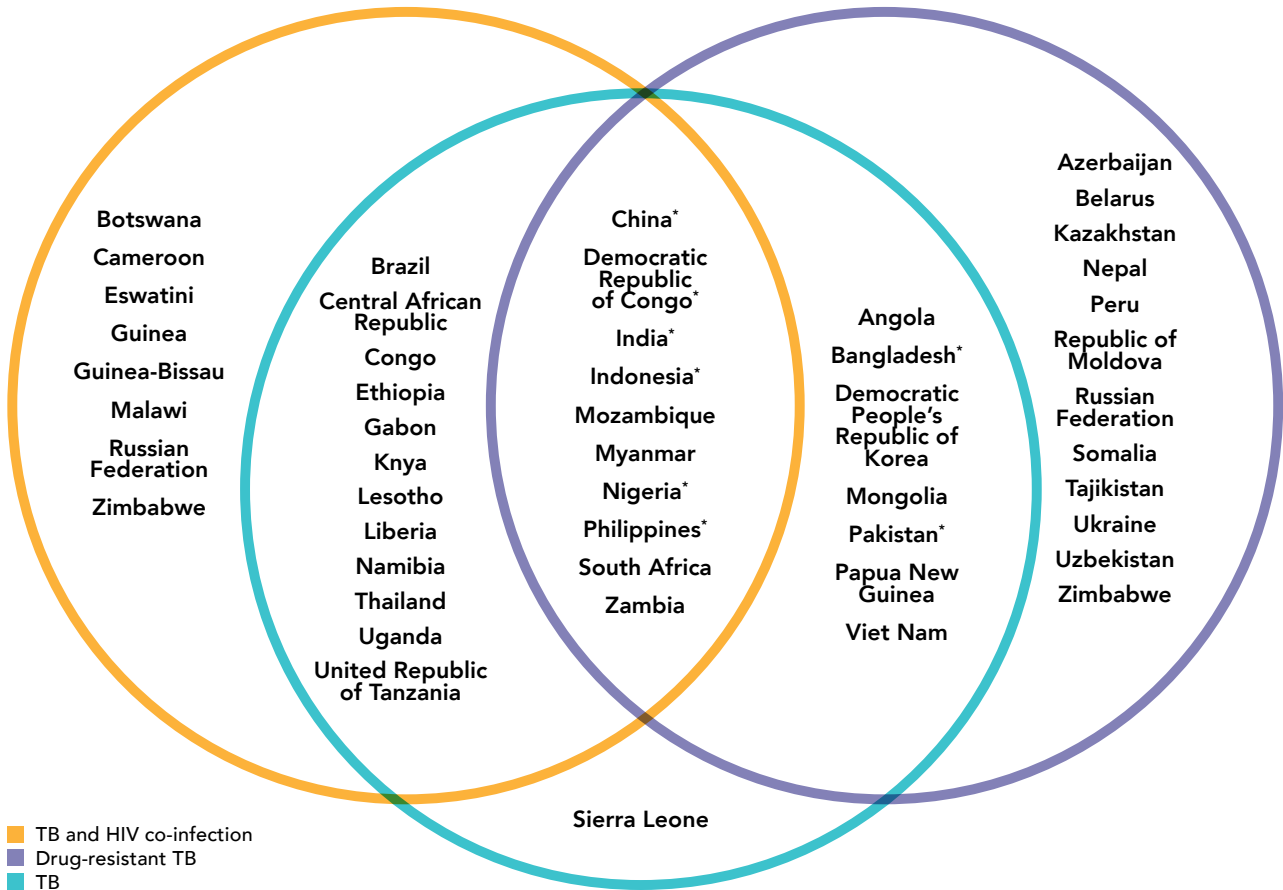 Botswana
Cameroon
Eswatini
Guinea
Guinea-Bissau
Malawi
Russian
Federation
Zimbabwe
Brazil
Central African
Republic
Congo
Ethiopia
Gabon
Knya
Lesotho
Liberia
Namibia
Thailand
Uganda
United Republic
of Tanzania
China*
Democratic
Republic
of Congo*
India*
Indonesia*
Mozambique
Myanmar
Nigeria*
Philippines*
South Africa
Zambia
Angola
Bangladesh*
Democratic
People’s
Republic of
Korea
Mongolia
Pakistan*
Papua New
Guinea
Viet Nam
Azerbaijan
Belarus
Kazakhstan
Nepal
Peru
Republic of
Moldova
Russian
Federation
Somalia
Tajikistan
Ukraine
Uzbekistan
Zimbabwe
Sierra Leone
TB and HIV co-infection
Drug-resistant TB
TB